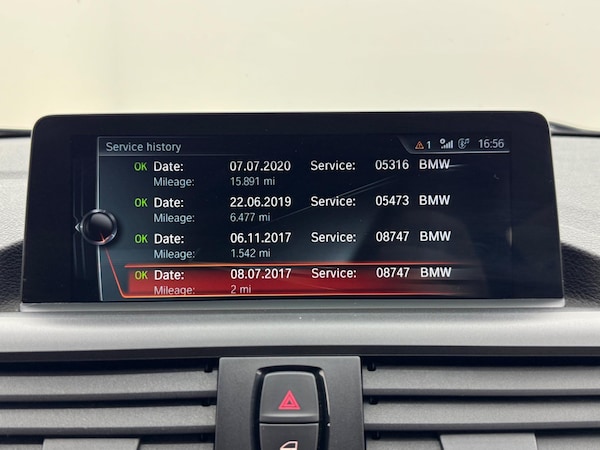 Service history 1 16:56
OK Date: 07.07.2020 Service: 05316 BMW
Mileage: 15.891 mi
OK Date: 22.06.2019 Service: 05473 BMW
Mileage: 6.477 mi
OK Date: 06.11.2017 Service: 08747 BMW
Mileage: 1.542 mi
OK Date: 08.07.2017 Service: 08747 BMW
Mileage: 2 mi